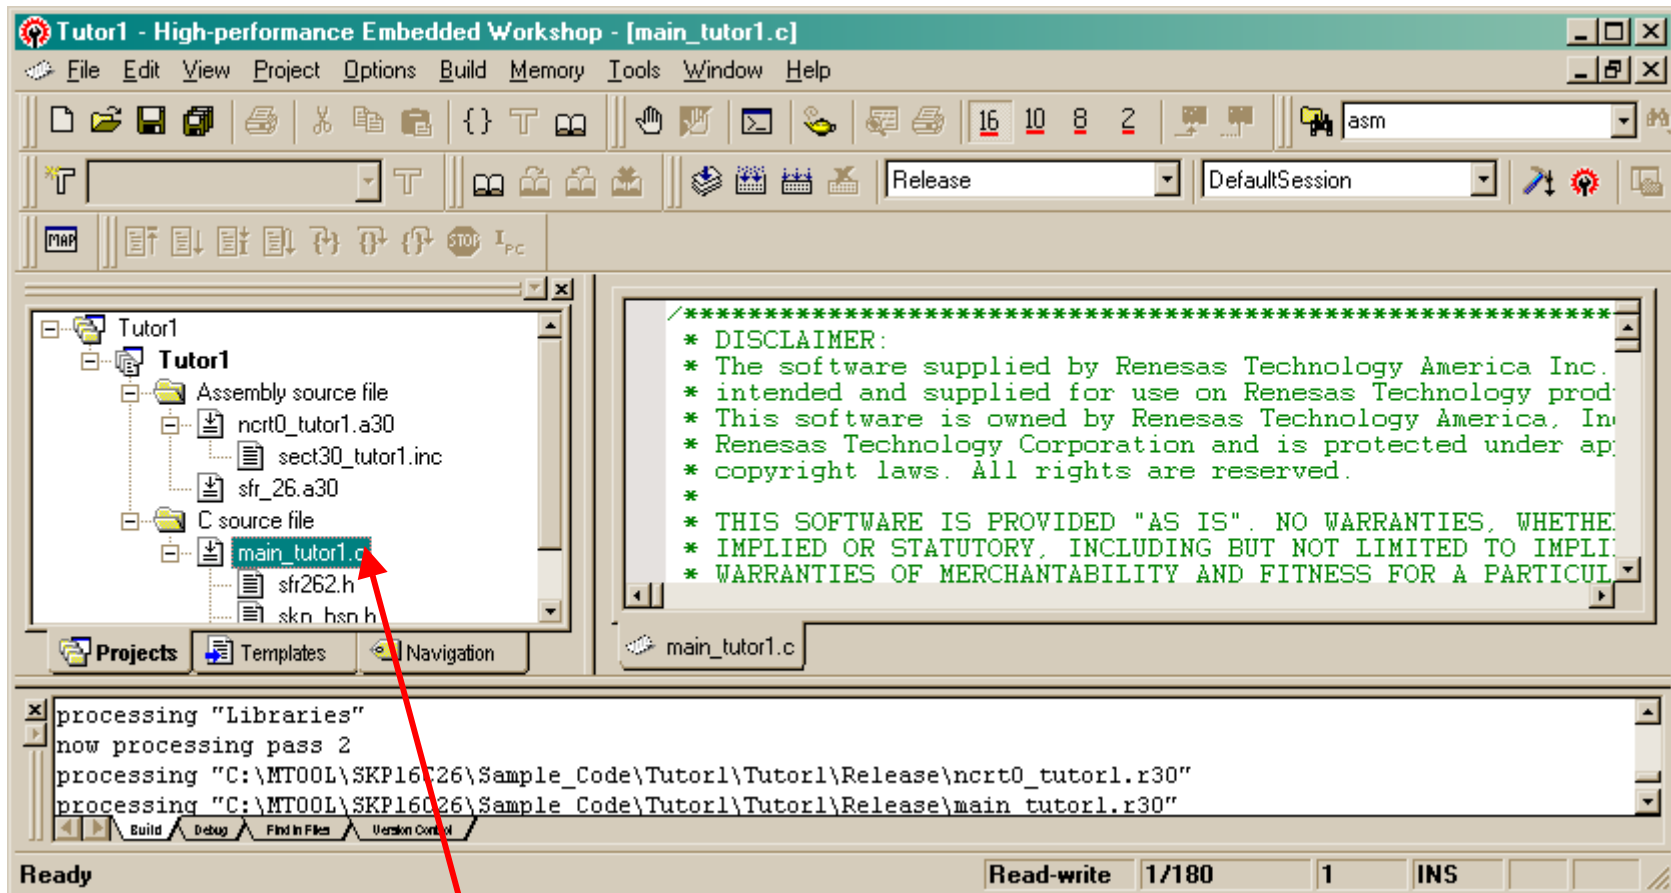 Tutor1 - High-performance Embedded Workshop - [main_tutor1.c]
File Edit View Project Options Build Memory Tools Window Help
16 10 8 2 asm
Release DefaultSession
MAP STOP IPC
Tutor1
Tutor1
Assembly source file
ncrt0_tutor1.a30
sect30_tutor1.inc
sfr_26.a30
C source file
main_tutor1.c
sfr262.h
skp_bsp.h
Projects Templates Navigation
/************************************************************
* DISCLAIMER:
* The software supplied by Renesas Technology America Inc.
* intended and supplied for use on Renesas Technology prod
* This software is owned by Renesas Technology America, In
* Renesas Technology Corporation and is protected under ap
* copyright laws. All rights are reserved.
*
* THIS SOFTWARE IS PROVIDED "AS IS". NO WARRANTIES, WHETHE
* IMPLIED OR STATUTORY, INCLUDING BUT NOT LIMITED TO IMPLI
* WARRANTIES OF MERCHANTABILITY AND FITNESS FOR A PARTICUL
main_tutor1.c
processing "Libraries"
now processing pass 2
processing "C:\MTOOL\SKP16C26\Sample_Code\Tutor1\Tutor1\Release\ncrt0_tutor1.r30"
processing "C:\MTOOL\SKP16C26\Sample_Code\Tutor1\Tutor1\Release\main_tutor1.r30"
Build Debug Find in Files Version Control
Ready Read-write 1/180 1 INS